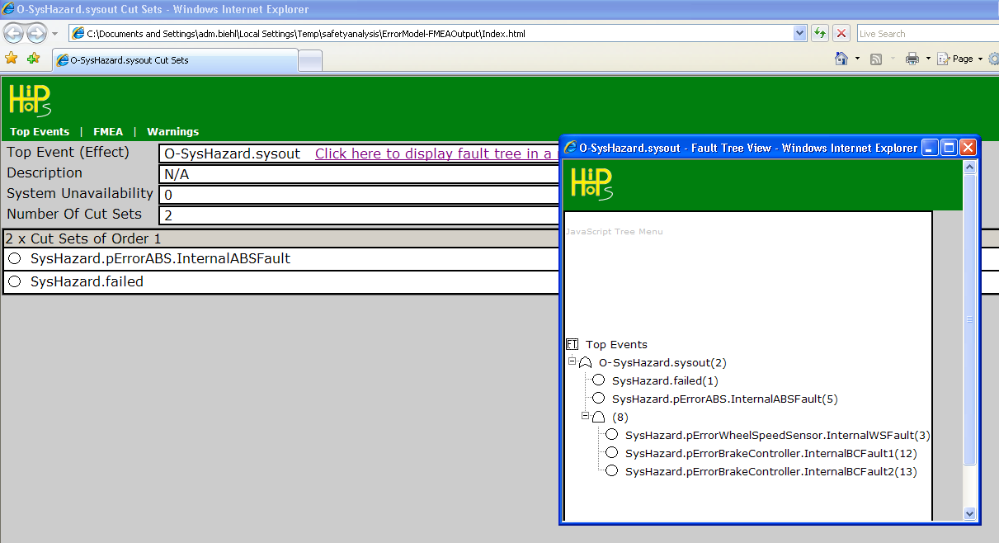 O-SysHazard.sysout Cut Sets - Windows Internet Explorer
C:\Documents and Settings\adm.biehl\Local Settings\Temp\safetyanalysis\ErrorModel-FMEAOutput\Index.html
Live Search
O-SysHazard.sysout Cut Sets
Page
HiP HOPS
Top Events | FMEA | Warnings
Top Event (Effect) O-SysHazard.sysout Click here to display fault tree in a
Description N/A
System Unavailability 0
Number Of Cut Sets 2
2 x Cut Sets of Order 1
SysHazard.pErrorABS.InternalABSFault
SysHazard.failed
O-SysHazard.sysout - Fault Tree View - Windows Internet Explorer
HiP HOPS
JavaScript Tree Menu
FT Top Events
O-SysHazard.sysout(2)
SysHazard.failed(1)
SysHazard.pErrorABS.InternalABSFault(5)
(8)
SysHazard.pErrorWheelSpeedSensor.InternalWSFault(3)
SysHazard.pErrorBrakeController.InternalBCFault1(12)
SysHazard.pErrorBrakeController.InternalBCFault2(13)